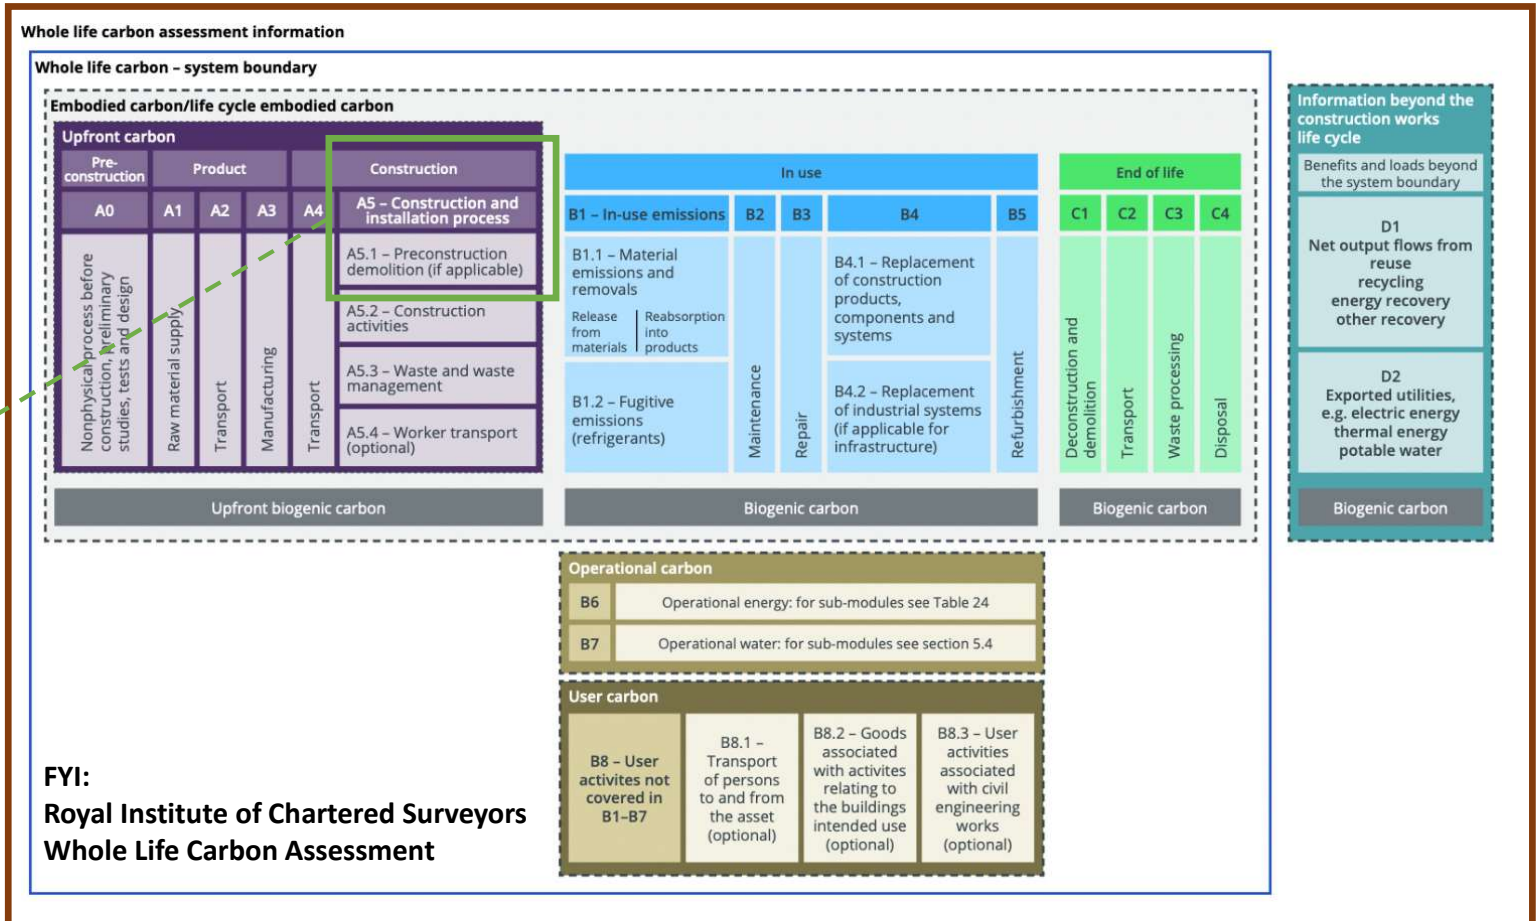 Whole life carbon assessment information
Whole life carbon – system boundary
Embodied carbon/life cycle embodied carbon
Upfront carbon
Pre-
construction
Product
Construction
A0
A1
A2
A3
A4
A5 – Construction and
installation process
Nonphysical process before
construction, preliminary
studies, tests and design
Raw material supply
Transport
Manufacturing
Transport
A5.1 – Preconstruction
demolition (if applicable)
A5.2 – Construction
activities
A5.3 – Waste and waste
management
A5.4 – Worker transport
(optional)
Upfront biogenic carbon
In use
B1 – In-use emissions
B2
B3
B4
B5
B1.1 – Material
emissions and
removals
Release
from
materials
Reabsorption
into
products
B1.2 – Fugitive
emissions
(refrigerants)
Maintenance
Repair
B4.1 – Replacement
of construction
products,
components and
systems
B4.2 – Replacement
of industrial systems
(if applicable for
infrastructure)
Refurbishment
Biogenic carbon
End of life
C1
C2
C3
C4
Deconstruction and
demolition
Transport
Waste processing
Disposal
Biogenic carbon
Information beyond the
construction works
life cycle
Benefits and loads beyond
the system boundary
D1
Net output flows from
reuse
recycling
energy recovery
other recovery
D2
Exported utilities,
e.g. electric energy
thermal energy
potable water
Biogenic carbon
Operational carbon
B6
Operational energy: for sub-modules see Table 24
B7
Operational water: for sub-modules see section 5.4
User carbon
B8 – User
activites not
covered in
B1–B7
B8.1 –
Transport
of persons
to and from
the asset
(optional)
B8.2 – Goods
associated
with activites
relating to
the buildings
intended use
(optional)
B8.3 – User
activities
associated
with civil
engineering
works
(optional)
FYI:
Royal Institute of Chartered Surveyors
Whole Life Carbon Assessment